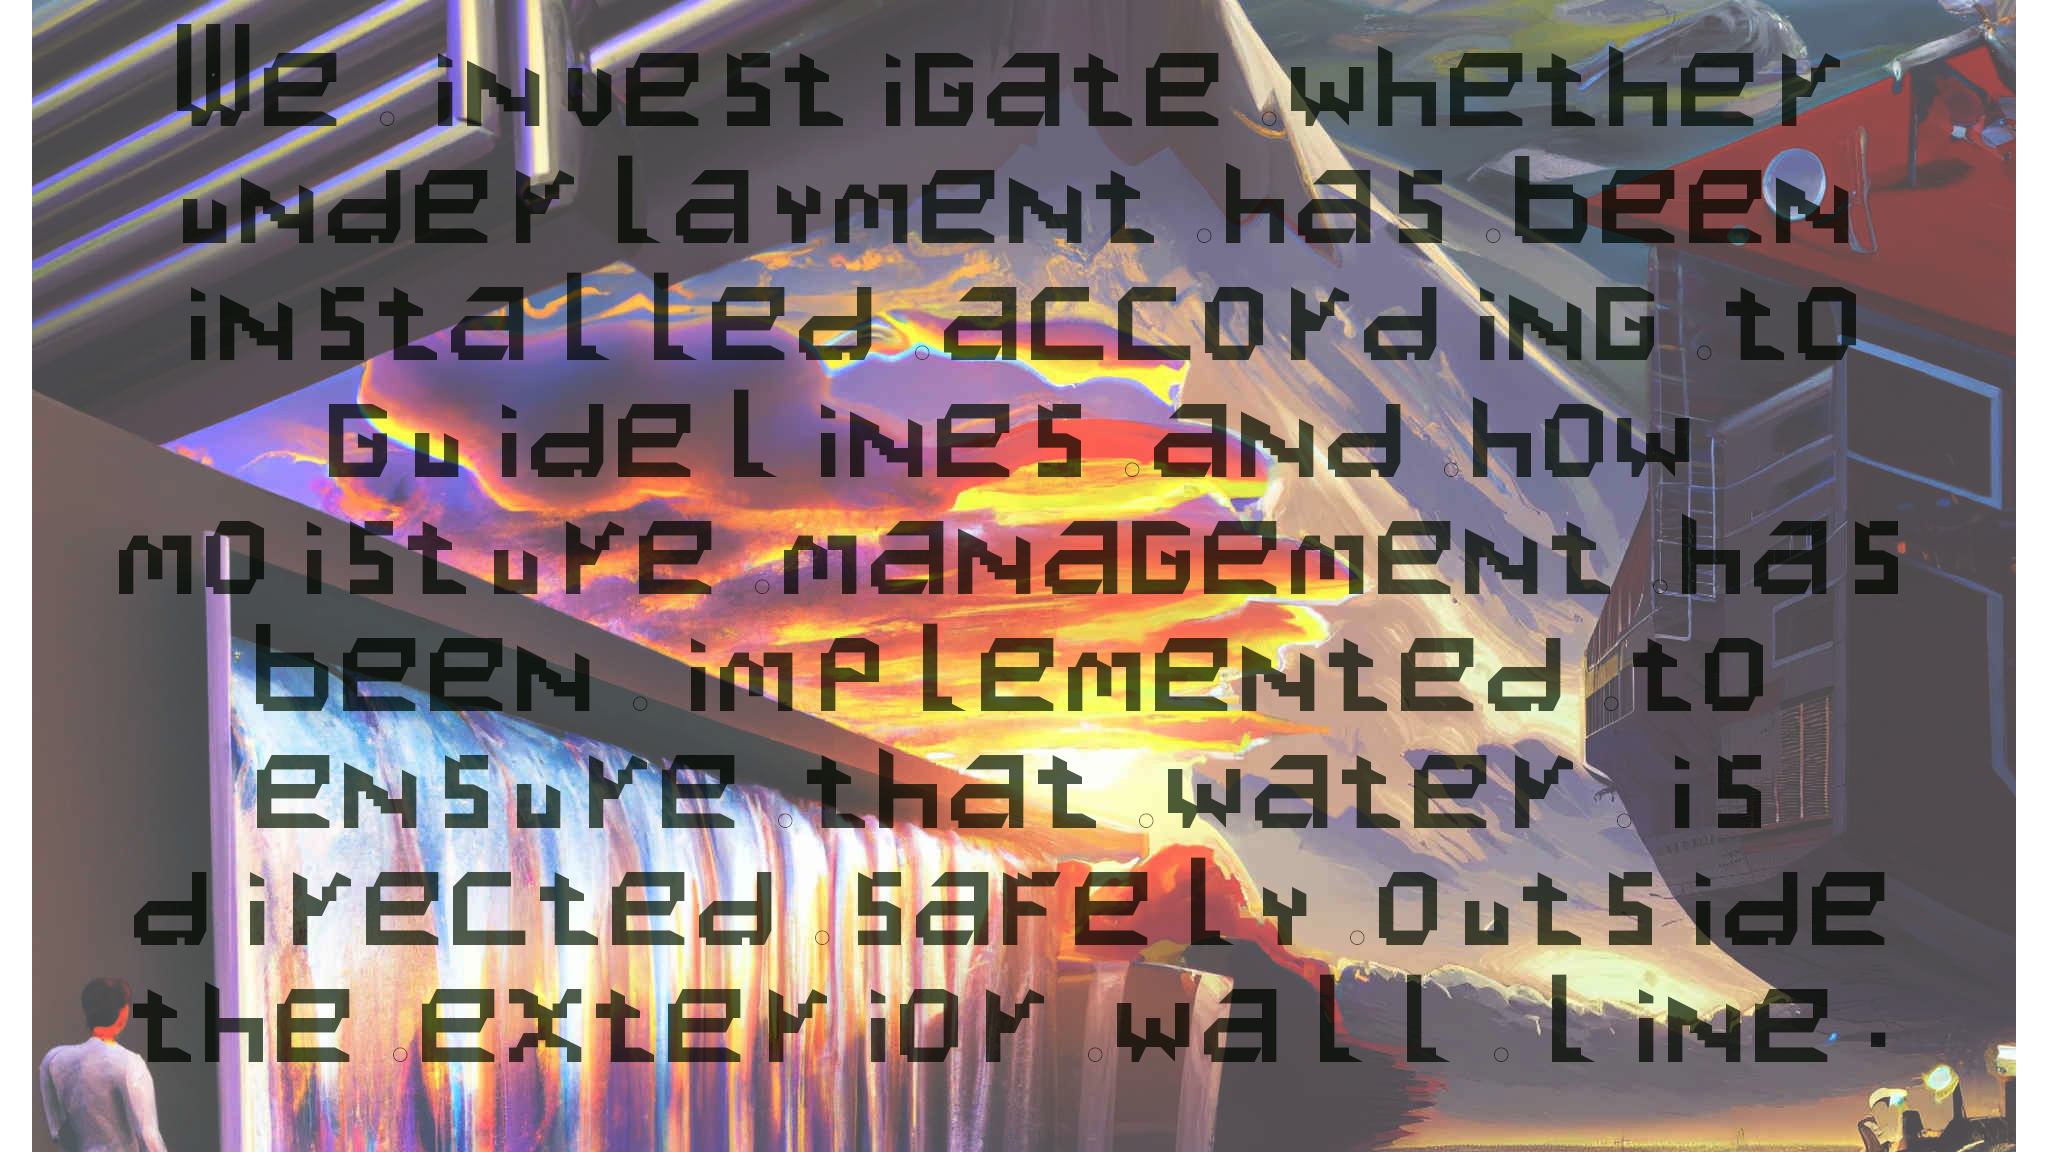 We investigate whether
underlayment has been
installed according to
guidelines and how
moisture management has
been implemented to
ensure that water is
directed safely outside
the exterior wall line.